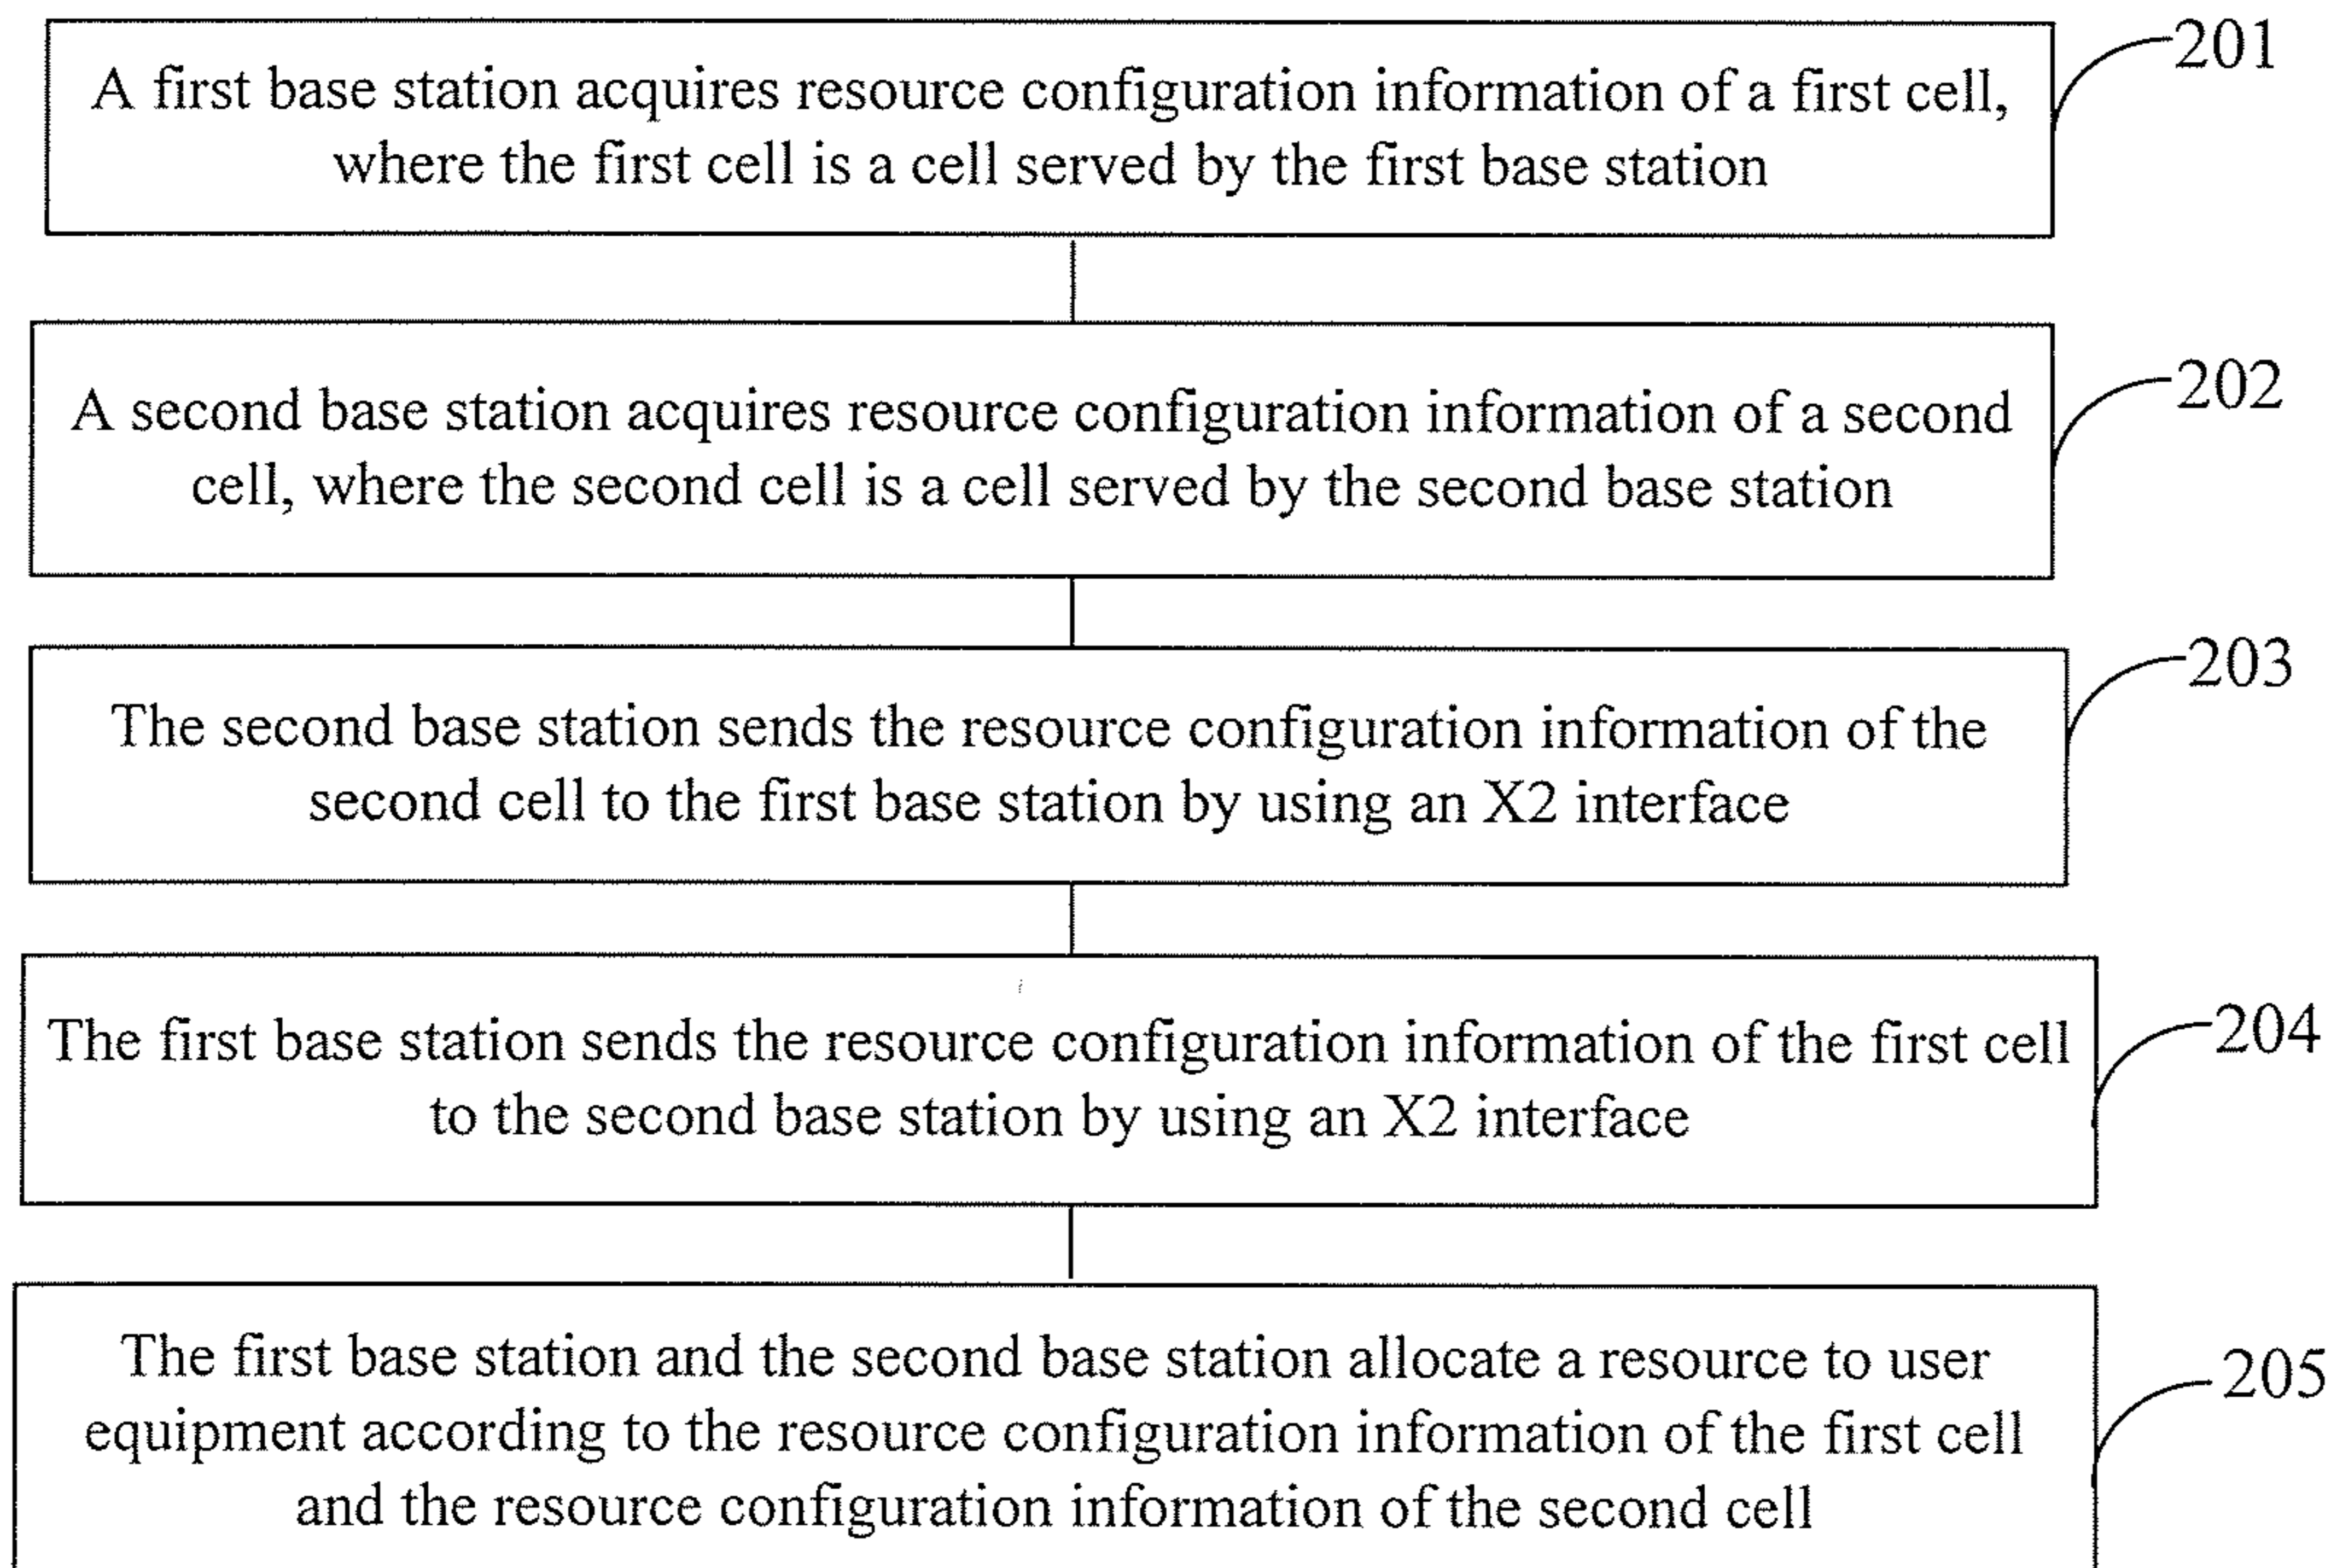 A first base station acquires resource configuration information of a first cell,
where the first cell is a cell served by the first base station
201
A second base station acquires resource configuration information of a second
cell, where the second cell is a cell served by the second base station
202
The second base station sends the resource configuration information of the
second cell to the first base station by using an X2 interface
203
The first base station sends the resource configuration information of the first cell
to the second base station by using an X2 interface
204
The first base station and the second base station allocate a resource to user
equipment according to the resource configuration information of the first cell
and the resource configuration information of the second cell
205